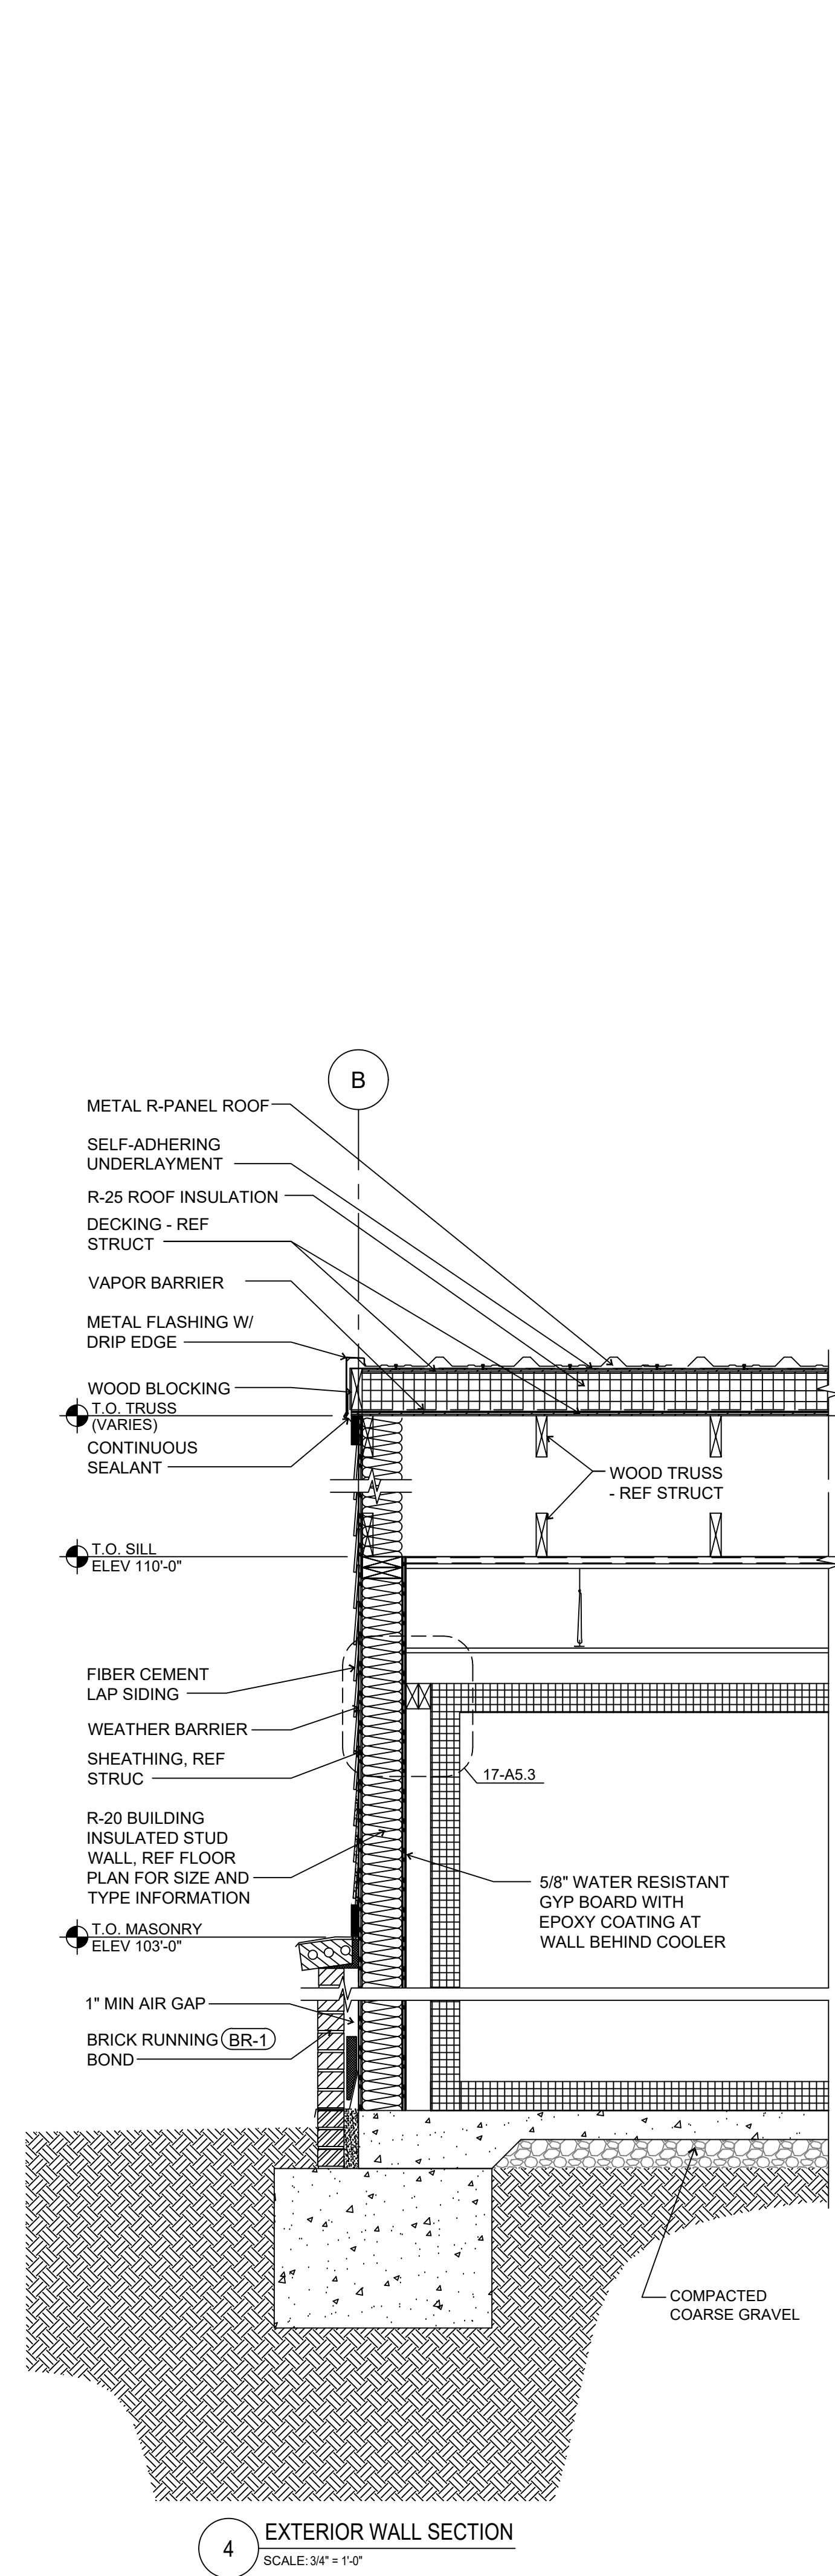 B
METAL R-PANEL ROOF
SELF-ADHERING
UNDERLAYMENT
R-25 ROOF INSULATION
DECKING - REF
STRUCT
VAPOR BARRIER
METAL FLASHING W/
DRIP EDGE
WOOD BLOCKING
T.O. TRUSS
(VARIES)
CONTINUOUS
SEALANT
WOOD TRUSS
- REF STRUCT
T.O. SILL
ELEV 110'-0"
FIBER CEMENT
LAP SIDING
WEATHER BARRIER
SHEATHING, REF
STRUC
17-A5.3
R-20 BUILDING
INSULATED STUD
WALL, REF FLOOR
PLAN FOR SIZE AND
TYPE INFORMATION
5/8" WATER RESISTANT
GYP BOARD WITH
EPOXY COATING AT
WALL BEHIND COOLER
T.O. MASONRY
ELEV 103'-0"
1" MIN AIR GAP
BRICK RUNNING BR-1
BOND
COMPACTED
COARSE GRAVEL
4 EXTERIOR WALL SECTION
SCALE: 3/4" = 1'-0"